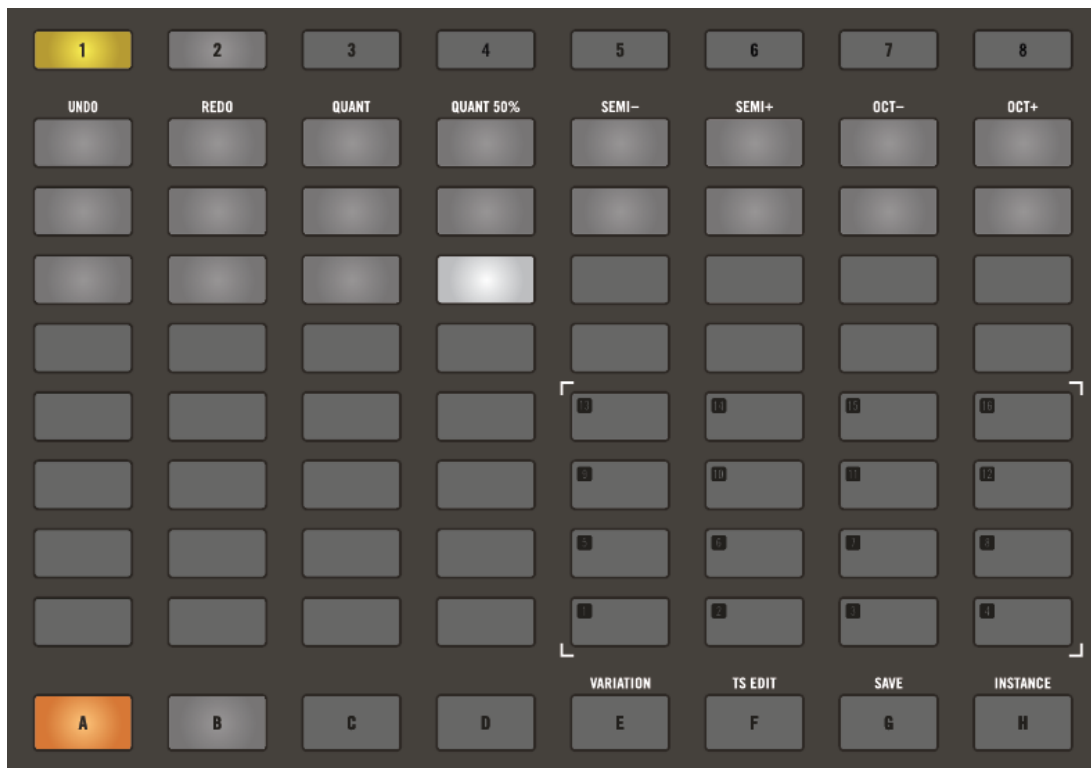 1 2 3 4 5 6 7 8
UNDO REDO QUANT QUANT 50% SEMI− SEMI+ OCT− OCT+
13 14 15 16
9 10 11 12
5 6 7 8
1 2 3 4
VARIATION TS EDIT SAVE INSTANCE
A B C D E F G H